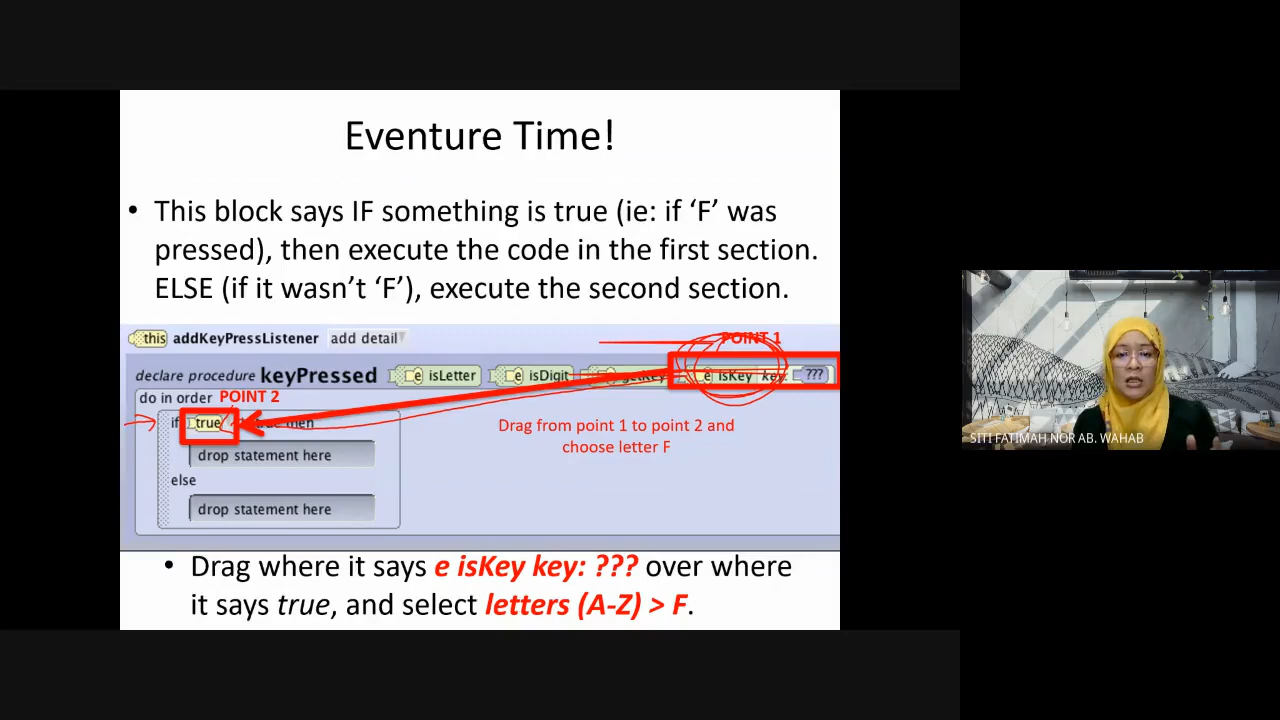 Eventure Time!
• This block says IF something is true (ie: if ‘F’ was
pressed), then execute the code in the first section.
ELSE (if it wasn’t ‘F’), execute the second section.
this addKeyPressListener add detail
POINT 1
declare procedure keyPressed e isLetter e isDigit getKey e isKey key: ???
do in order POINT 2
if true is true then
Drag from point 1 to point 2 and
choose letter F
drop statement here
else
drop statement here
• Drag where it says e isKey key: ??? over where
it says true, and select letters (A-Z) > F.
SITI FATIMAH NOR AB. WAHAB